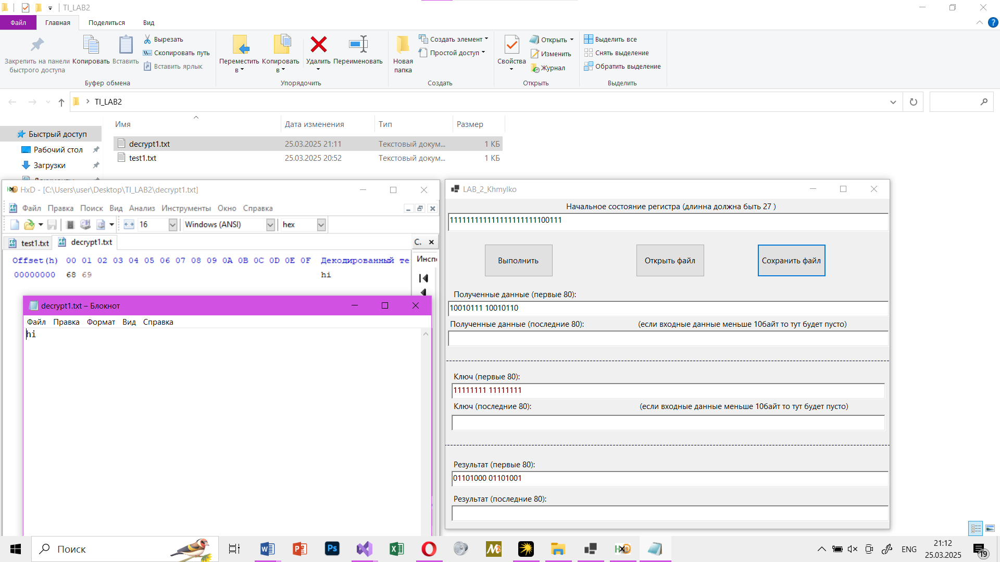 TI_LAB2
Файл Главная Поделиться Вид
Закрепить на панели быстрого доступа
Копировать
Вставить
Вырезать
Скопировать путь
Вставить ярлык
Буфер обмена
Переместить в
Копировать в
Удалить
Переименовать
Упорядочить
Новая папка
Создать элемент
Простой доступ
Создать
Свойства
Открыть
Изменить
Журнал
Открыть
Выделить все
Снять выделение
Обратить выделение
Выделить
TI_LAB2
Имя Дата изменения Тип Размер
Быстрый доступ
Рабочий стол
Загрузки
decrypt1.txt 25.03.2025 21:11 Текстовый докум... 1 КБ
test1.txt 25.03.2025 20:52 Текстовый докум... 1 КБ
HxD - [C:\Users\user\Desktop\TI_LAB2\decrypt1.txt]
Файл Правка Поиск Вид Анализ Инструменты Окно Справка
16 Windows (ANSI) hex
test1.txt decrypt1.txt С.
Offset(h) 00 01 02 03 04 05 06 07 08 09 0A 0B 0C 0D 0E 0F Декодированный те
Инсп
00000000 68 69 hi
decrypt1.txt – Блокнот
Файл Правка Формат Вид Справка
hi
LAB_2_Khmylko
Начальное состояние регистра (длинна должна быть 27 )
111111111111111111111100111
Выполнить Открыть файл Сохранить файл
Полученные данные (первые 80):
10010111 10010110
Полученные данные (последние 80): (если входные данные меньше 10байт то тут будет пусто)
Ключ (первые 80):
11111111 11111111
Ключ (последние 80): (если входные данные меньше 10байт то тут будет пусто)
Результат (первые 80):
01101000 01101001
Результат (последние 80):
Поиск
ENG
21:12
25.03.2025
19